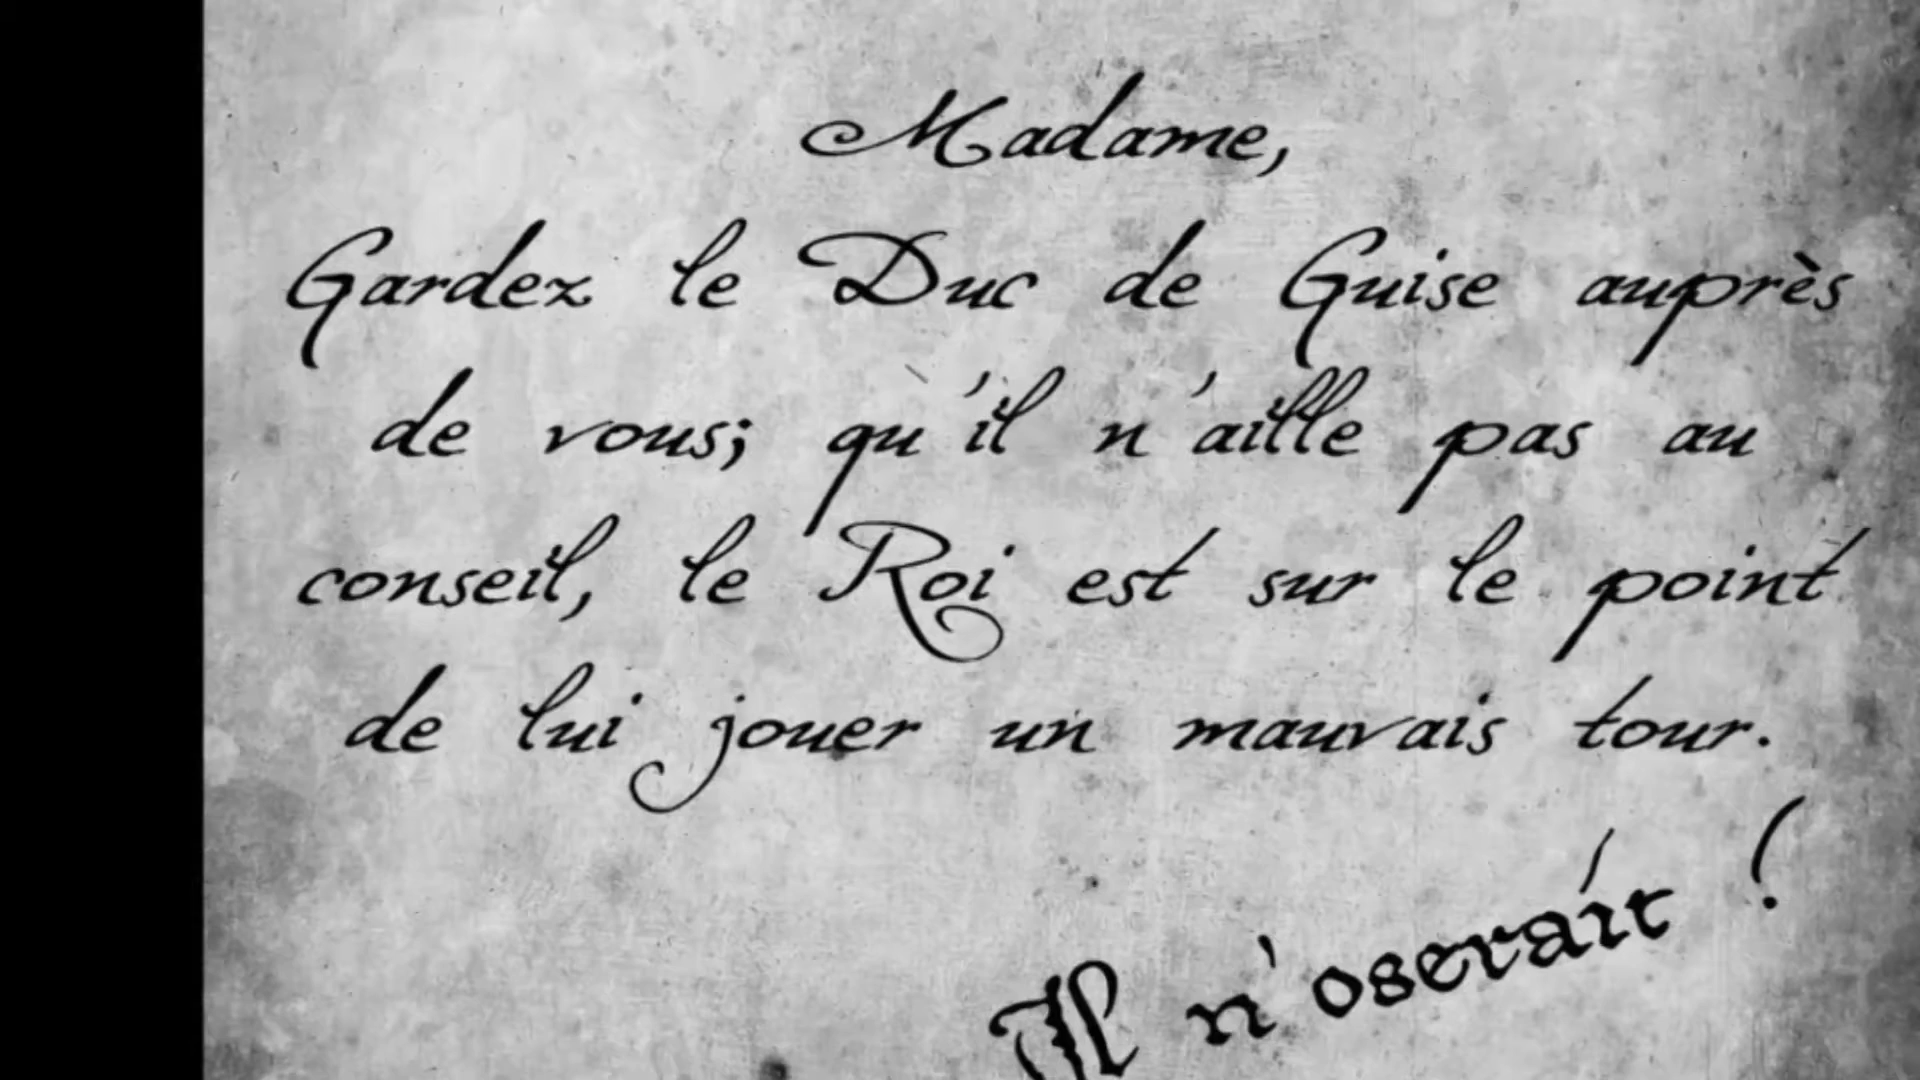 Madame,
Gardez le Duc de Guise auprès
de vous; qu'il n'aille pas au
conseil, le Roi est sur le point
de lui jouer un mauvais tour.
Il n'oserait !